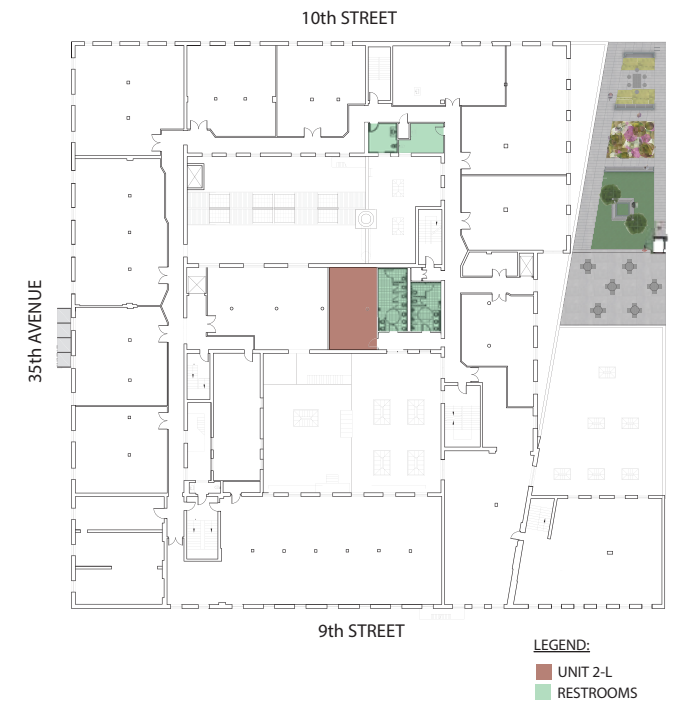 10th STREET
35th AVENUE
9th STREET
LEGEND:
UNIT 2-L
RESTROOMS